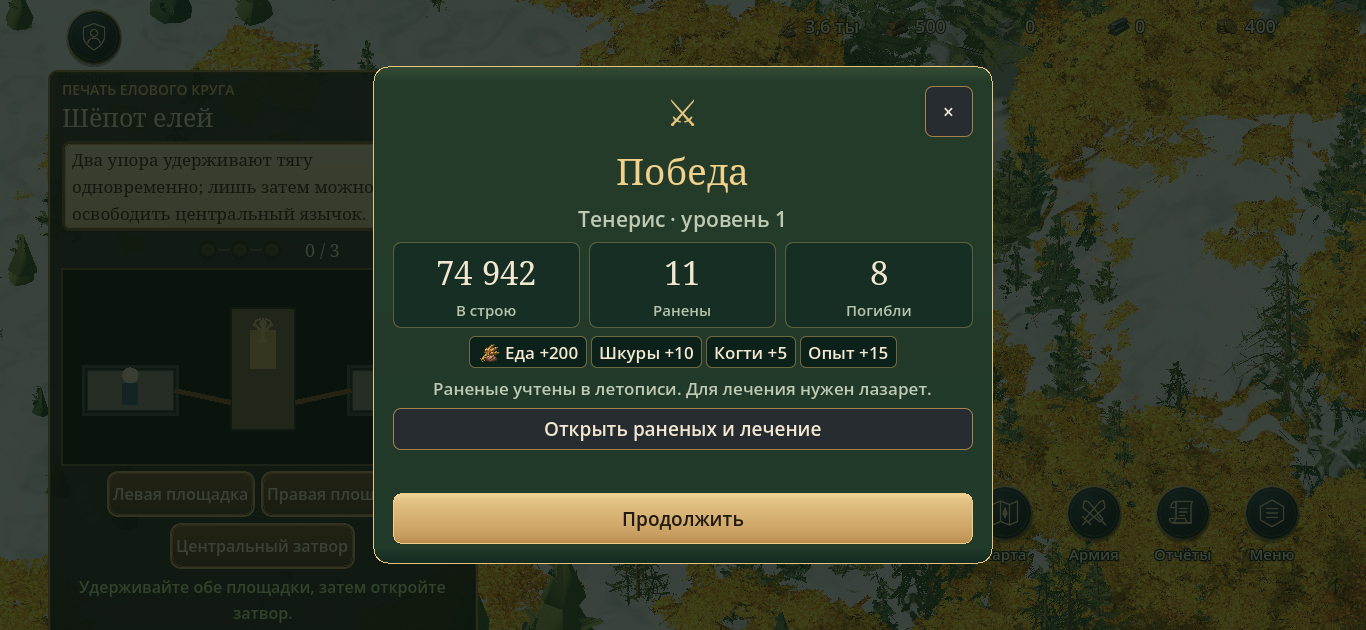 3,6 ты
500
0
0
400
ПЕЧАТЬ ЕЛОВОГО КРУГА
Шёпот елей
Два упора удерживают тягу
одновременно; лишь затем можно
освободить центральный язычок.
0 / 3
Левая площадка
Правая площ
Центральный затвор
Удерживайте обе площадки, затем откройте
затвор.
×
Победа
Тенерис · уровень 1
74 942
В строю
11
Ранены
8
Погибли
Еда +200
Шкуры +10
Когти +5
Опыт +15
Раненые учтены в летописи. Для лечения нужен лазарет.
Открыть раненых и лечение
Продолжить
арта
Армия
Отчёты
Меню